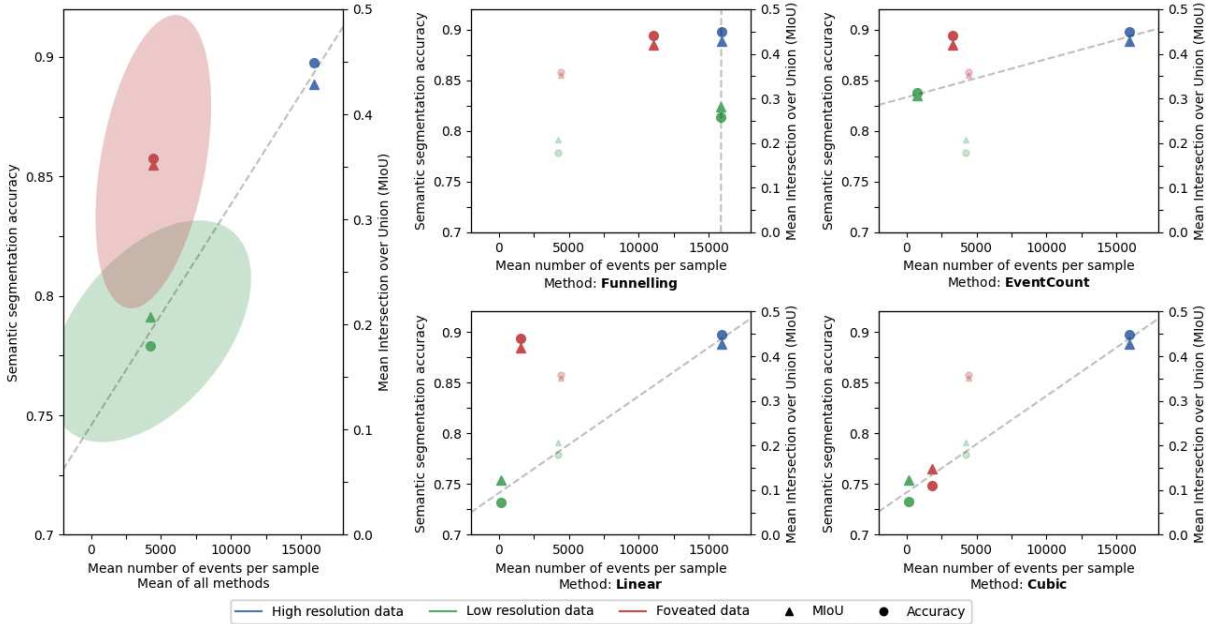 Semantic segmentation accuracy
0.9
0.85
0.8
0.75
0.7
0.5
0.4
0.3
0.2
0.1
0.0
Mean Intersection over Union (MIoU)
0 5000 10000 15000
Mean number of events per sample
Mean of all methods
Semantic segmentation accuracy
0.9
0.85
0.8
0.75
0.7
0.5
0.4
0.3
0.2
0.1
0.0
Mean Intersection over Union (MIoU)
0 5000 10000 15000
Mean number of events per sample
Method: Funnelling
Semantic segmentation accuracy
0.9
0.85
0.8
0.75
0.7
0.5
0.4
0.3
0.2
0.1
0.0
Mean Intersection over Union (MIoU)
0 5000 10000 15000
Mean number of events per sample
Method: EventCount
Semantic segmentation accuracy
0.9
0.85
0.8
0.75
0.7
0.5
0.4
0.3
0.2
0.1
0.0
Mean Intersection over Union (MIoU)
0 5000 10000 15000
Mean number of events per sample
Method: Linear
Semantic segmentation accuracy
0.9
0.85
0.8
0.75
0.7
0.5
0.4
0.3
0.2
0.1
0.0
Mean Intersection over Union (MIoU)
0 5000 10000 15000
Mean number of events per sample
Method: Cubic
High resolution data Low resolution data Foveated data MIoU Accuracy